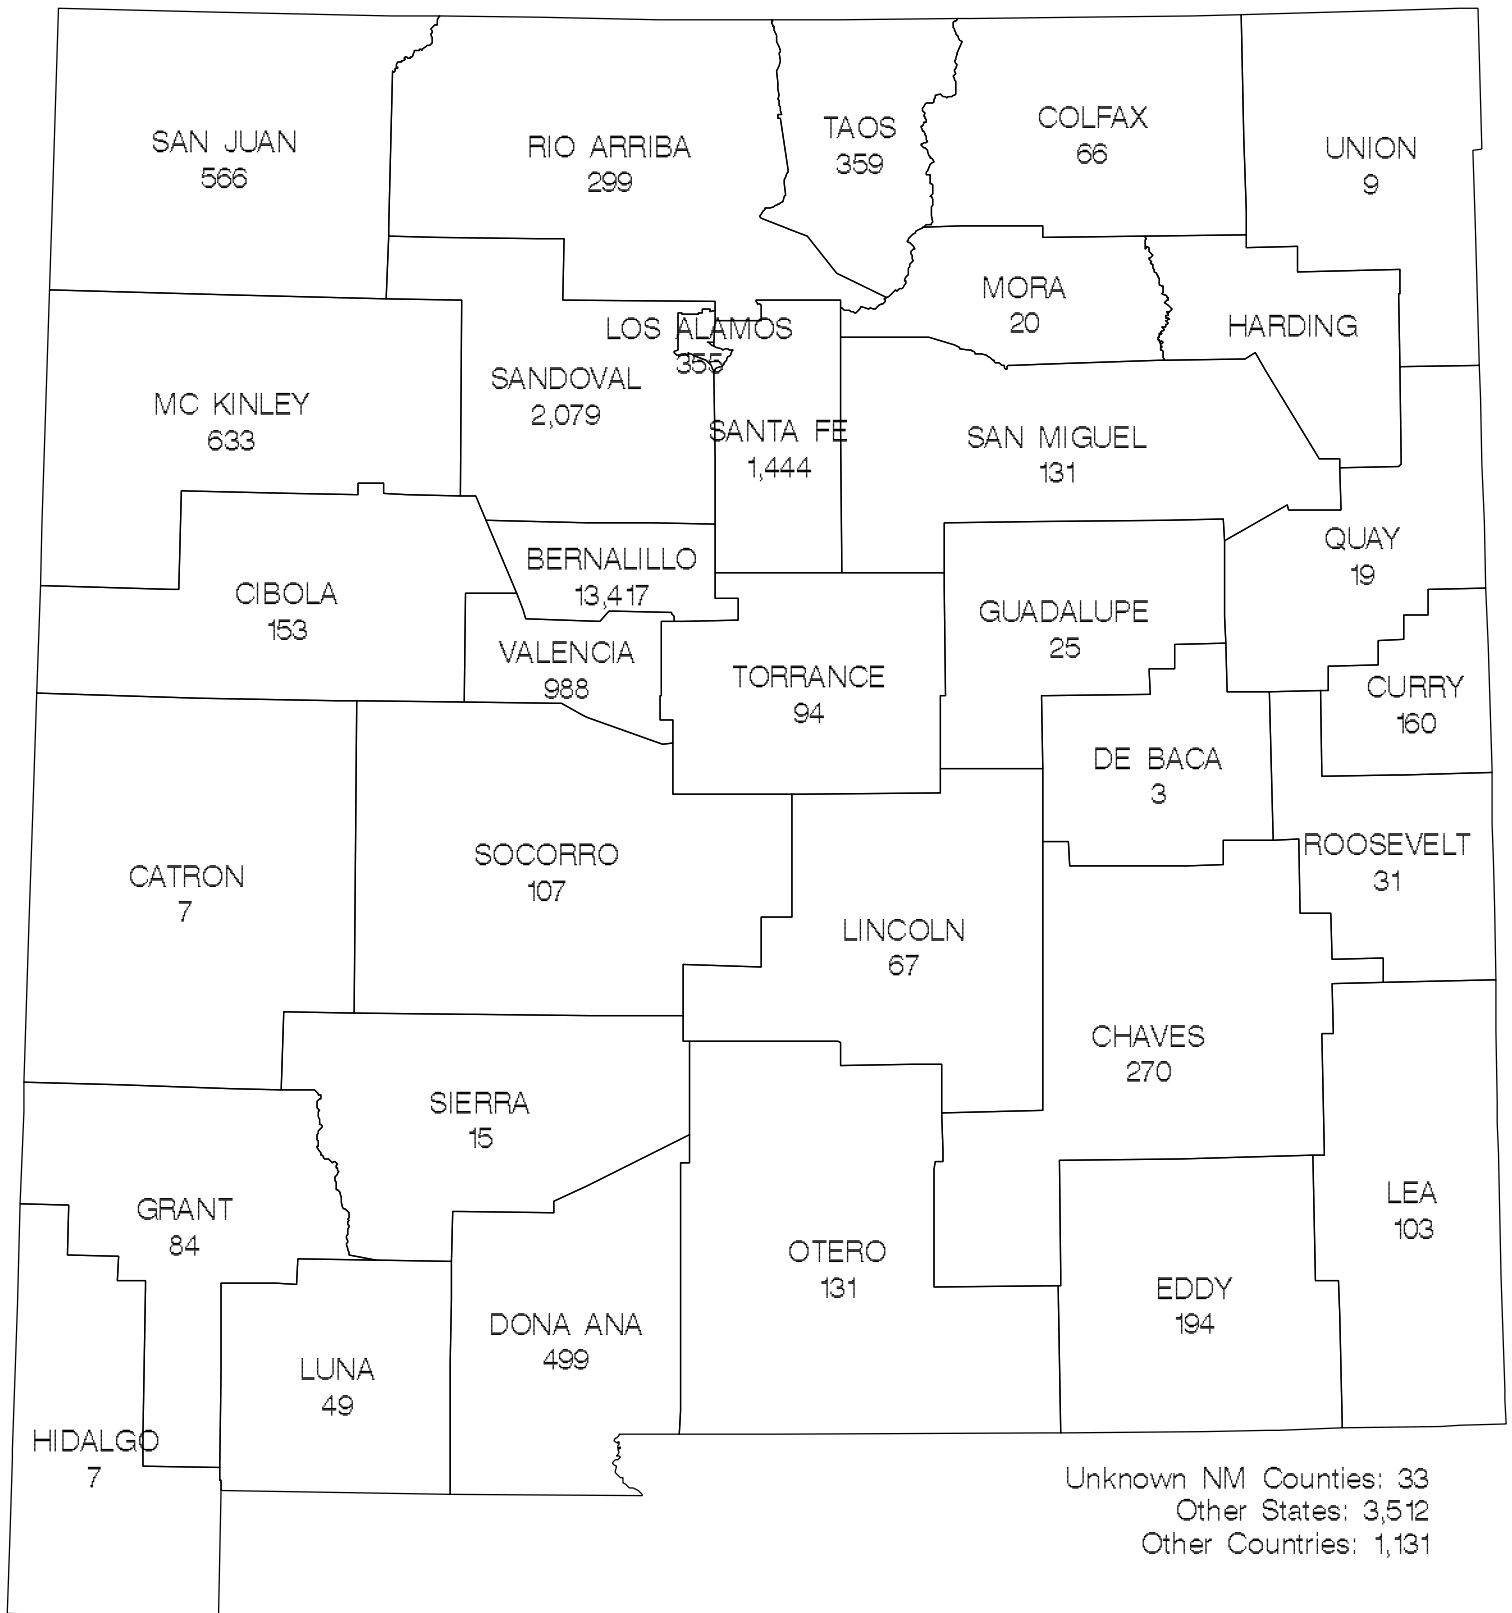 SAN JUAN
566
RIO ARRIBA
299
TAOS
359
COLFAX
66
UNION
9
MORA
20
HARDING
LOS ALAMOS
355
SANDOVAL
2,079
MC KINLEY
633
SANTA FE
1,444
SAN MIGUEL
131
QUAY
19
BERNALILLO
13,417
CIBOLA
153
GUADALUPE
25
VALENCIA
988
TORRANCE
94
CURRY
160
DE BACA
3
ROOSEVELT
31
SOCORRO
107
CATRON
7
LINCOLN
67
CHAVES
270
SIERRA
15
LEA
103
GRANT
84
OTERO
131
EDDY
194
DONA ANA
499
LUNA
49
HIDALGO
7
Unknown NM Counties: 33
Other States: 3,512
Other Countries: 1,131